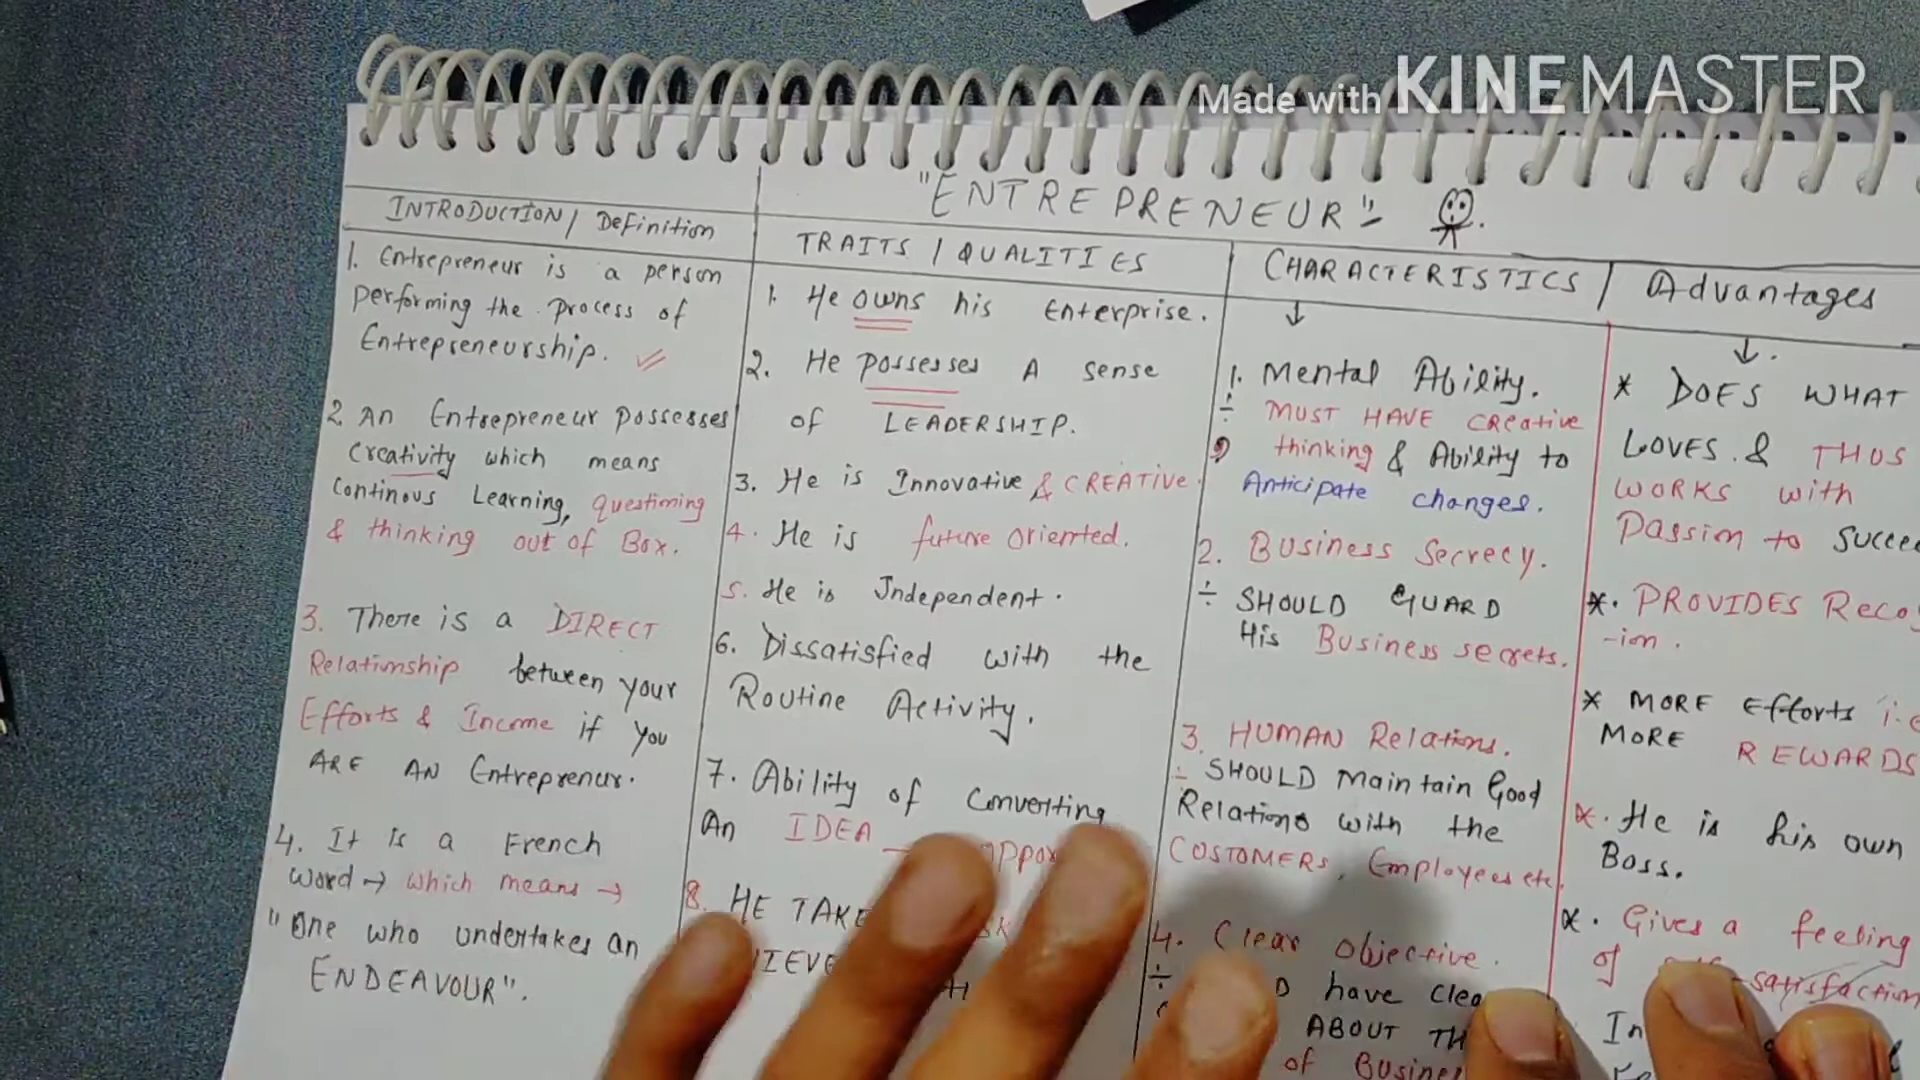 Made with KINEMASTER
"ENTREPRENEUR"
INTRODUCTION / Definition
1. Entrepreneur is a person
performing the process of
Entrepreneurship.
2 An Entrepreneur possesses
creativity which means
continous Learning, questioning
& thinking out of Box.
3. There is a DIRECT
Relationship between your
Efforts & Income if you
ARE AN Entreprenur.
4. It is a French
word → which means →
"One who undertakes an
ENDEAVOUR".
TRAITS / QUALITIES
1. He owns his Enterprise.
2. He possesses A sense
of LEADERSHIP.
3. He is Innovative & CREATIVE.
4. He is future oriented.
5. He is Independent.
6. Dissatisfied with the
Routine Activity.
7. Ability of converting
An IDEA →
8. HE TAKE
CHARACTERISTICS
1. Mental Ability.
÷ MUST HAVE creative
thinking & Ability to
Anticipate changes.
2. Business Secrecy.
÷ SHOULD GUARD
His Business secrets.
3. HUMAN Relations.
÷ SHOULD maintain Good
Relations with the
CUSTOMERS, Employees etc.
4. Clear objective.
÷ have
ABOUT
of
Advantages
* DOES WHAT
LOVES. & THUS
WORKS with
Passion to
*. PROVIDES
-ion.
* MORE Efforts i.e
MORE REWARDS
*. He is his own
Boss.
*. Gives a feeling
of -satisfaction